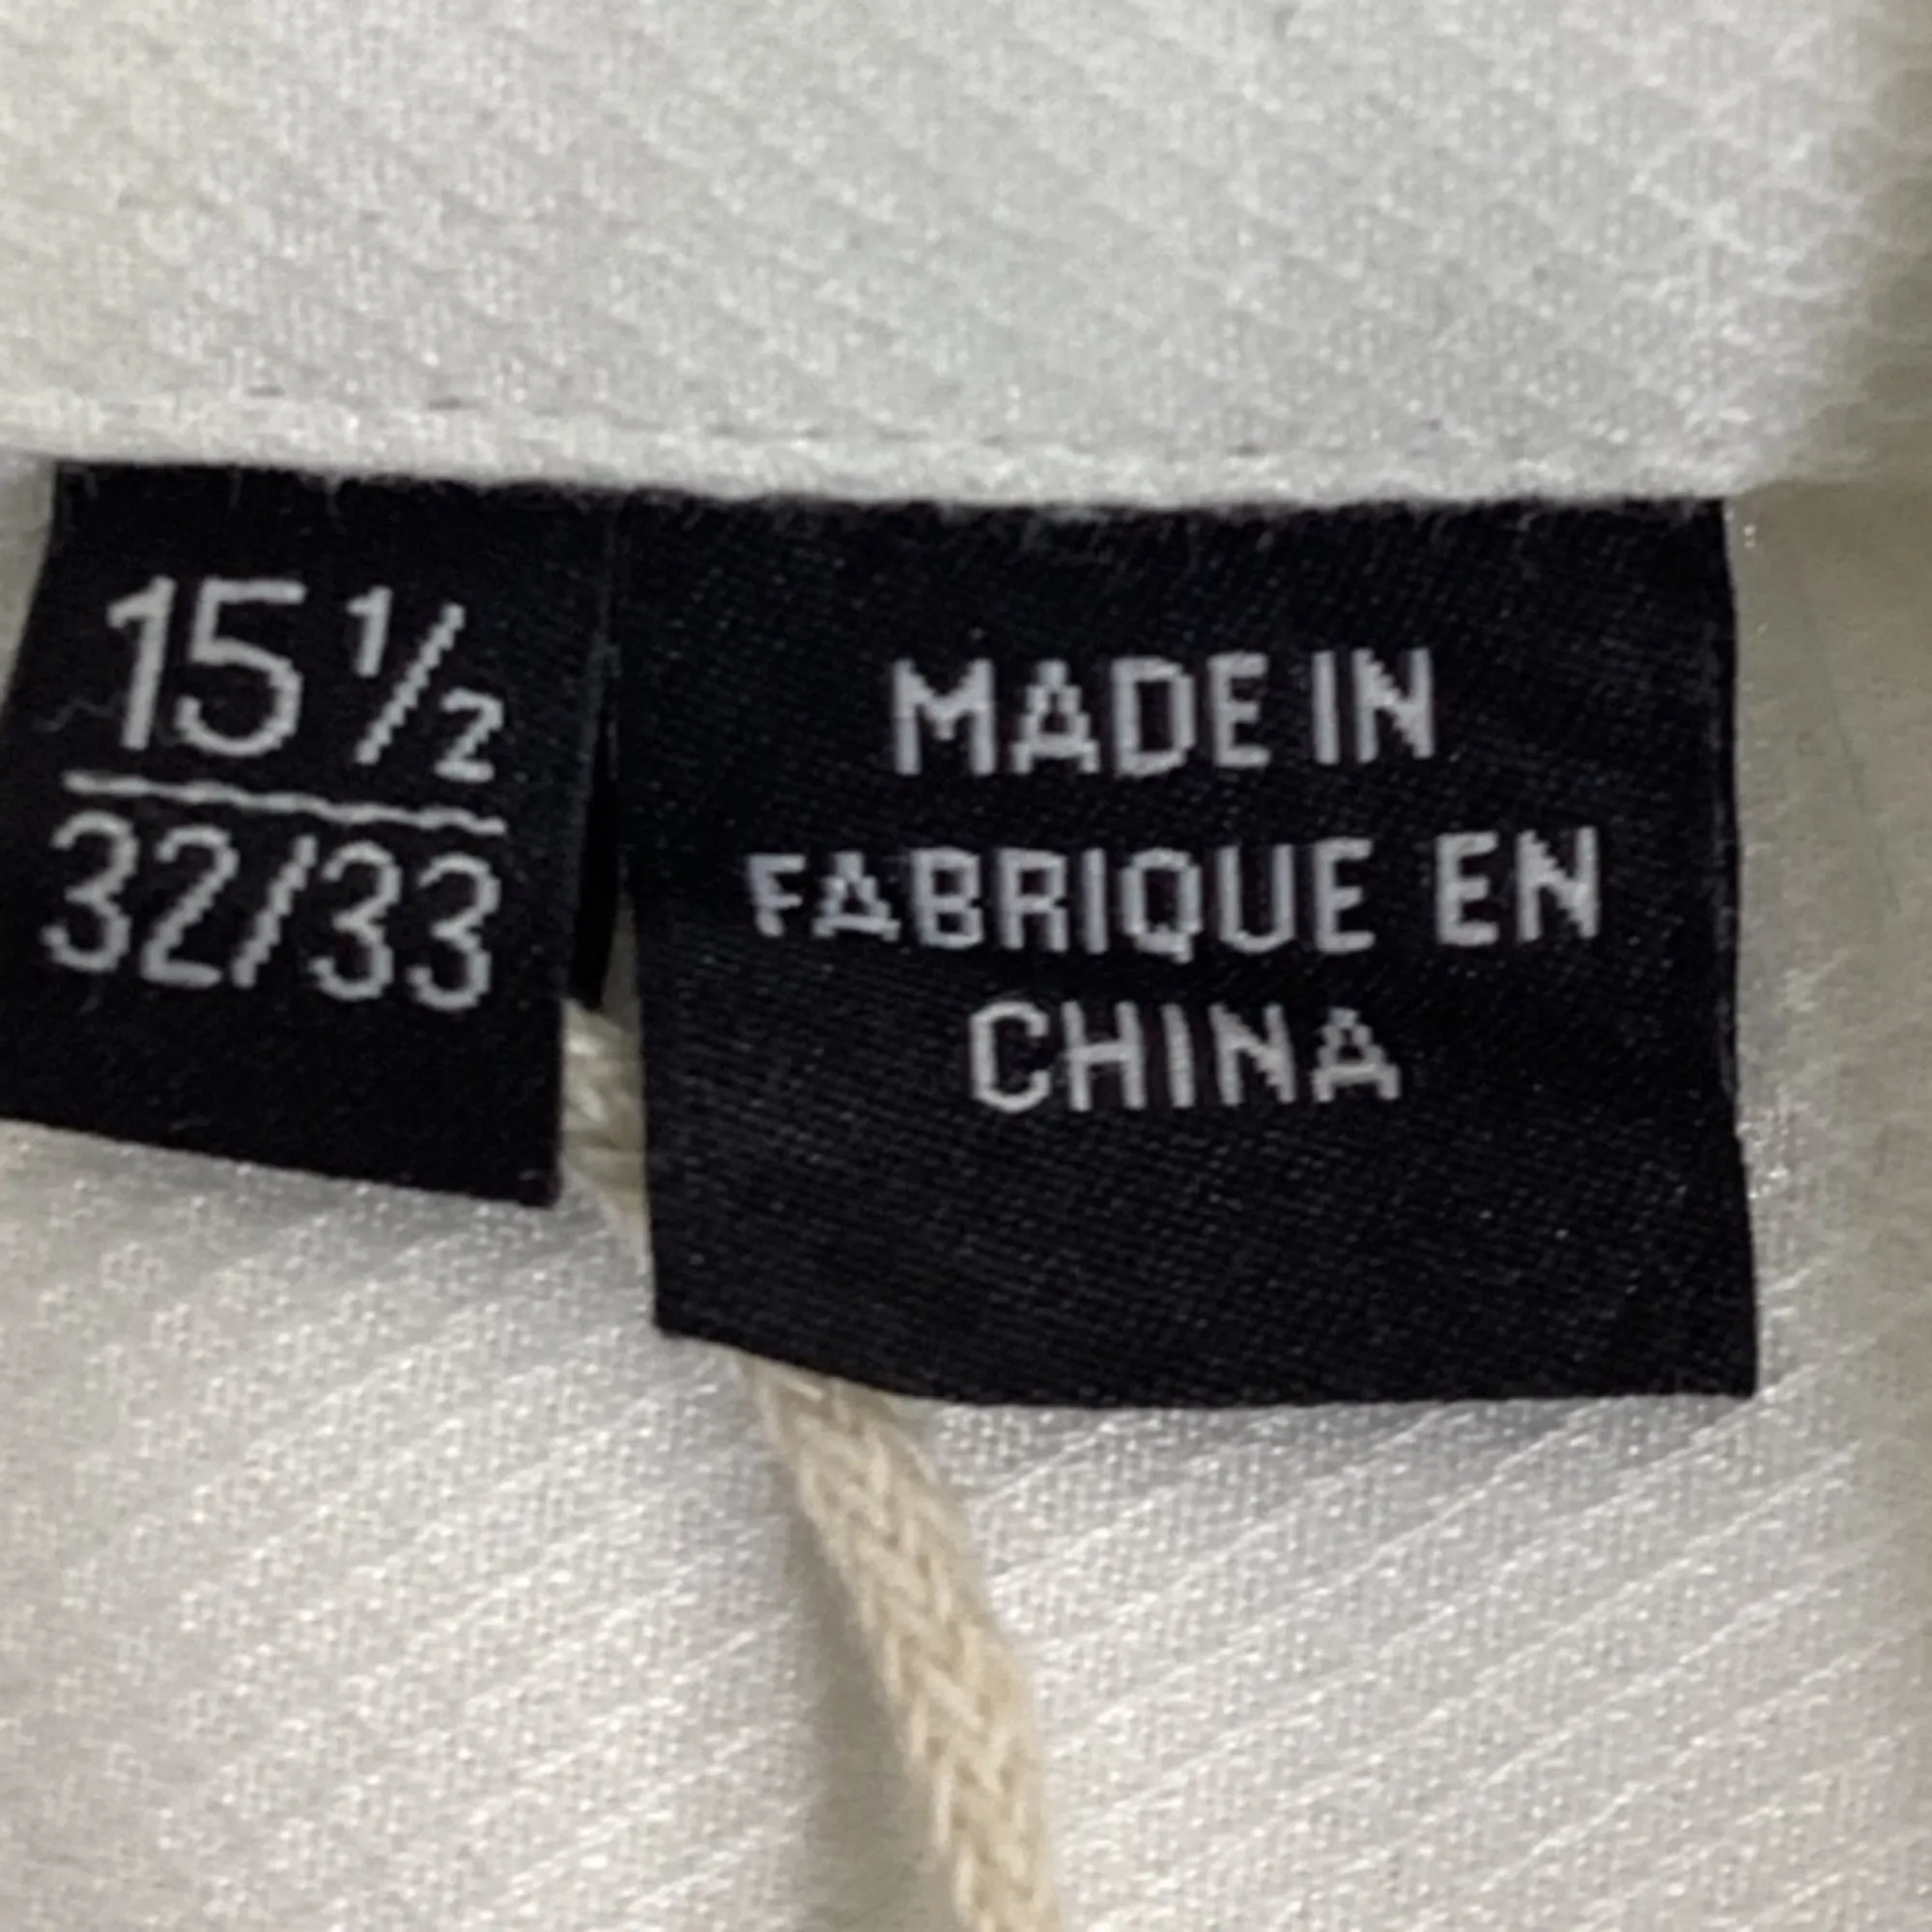 15 1/2
32/33
MADE IN
FABRIQUE EN
CHINA